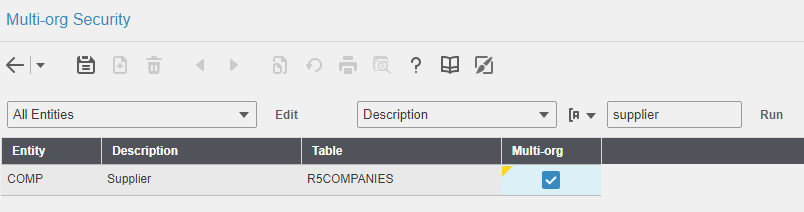 Multi-org Security
All Entities Edit Description supplier Run
Entity Description Table Multi-org
COMP Supplier R5COMPANIES